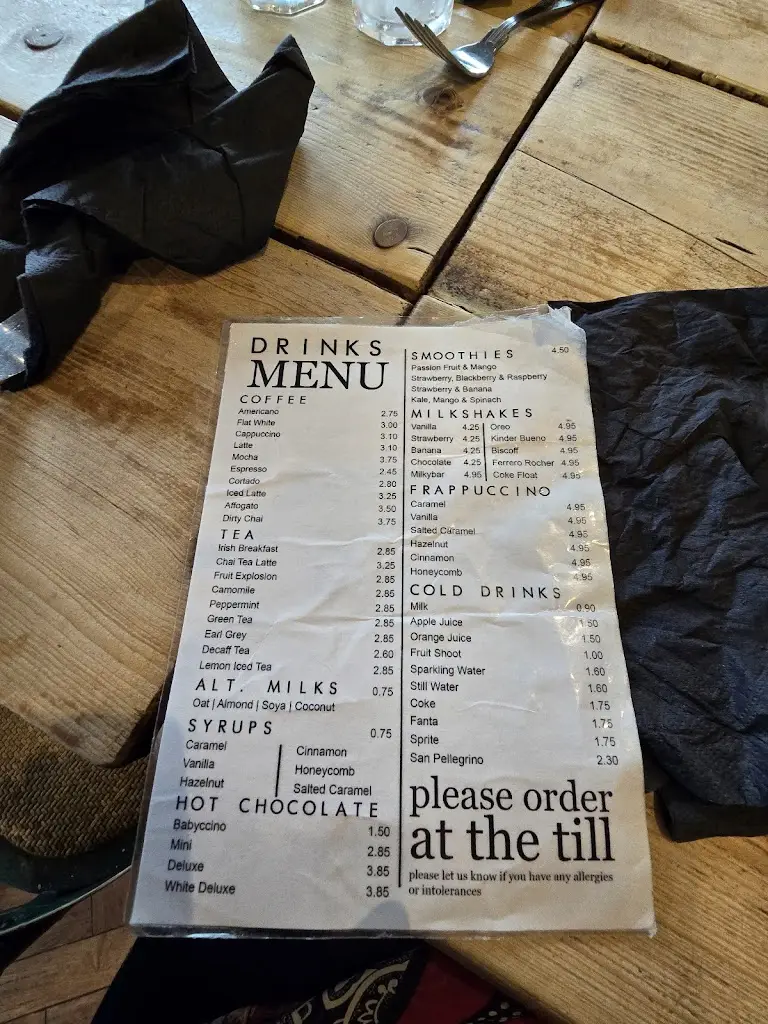 DRINKS
MENU
COFFEE
Americano 2.75
Flat White 3.00
Cappuccino 3.10
Latte 3.10
Mocha 3.75
Espresso 2.45
Cortado 2.80
Iced Latte 3.25
Affogato 3.50
Dirty Chai 3.75
TEA
Irish Breakfast 2.85
Chai Tea Latte 3.25
Fruit Explosion 2.85
Camomile 2.85
Peppermint 2.85
Green Tea 2.85
Earl Grey 2.85
Decaff Tea 2.60
Lemon Iced Tea 2.85
ALT. MILKS 0.75
Oat | Almond | Soya | Coconut
SYRUPS 0.75
Caramel Cinnamon
Vanilla Honeycomb
Hazelnut Salted Caramel
HOT CHOCOLATE
Babyccino 1.50
Mini 2.85
Deluxe 3.85
White Deluxe 3.85
SMOOTHIES 4.50
Passion Fruit & Mango
Strawberry, Blackberry & Raspberry
Strawberry & Banana
Kale, Mango & Spinach
MILKSHAKES
Vanilla 4.25 Oreo 4.95
Strawberry 4.25 Kinder Bueno 4.95
Banana 4.25 Biscoff 4.95
Chocolate 4.25 Ferrero Rocher 4.95
Milkybar 4.95 Coke Float 4.95
FRAPPUCCINO
Caramel 4.95
Vanilla 4.95
Salted Caramel 4.95
Hazelnut 4.95
Cinnamon 4.95
Honeycomb 4.95
COLD DRINKS
Milk 0.90
Apple Juice 1.50
Orange Juice 1.50
Fruit Shoot 1.00
Sparkling Water 1.60
Still Water 1.60
Coke 1.75
Fanta 1.75
Sprite 1.75
San Pellegrino 2.30
please order
at the till
please let us know if you have any allergies
or intolerances